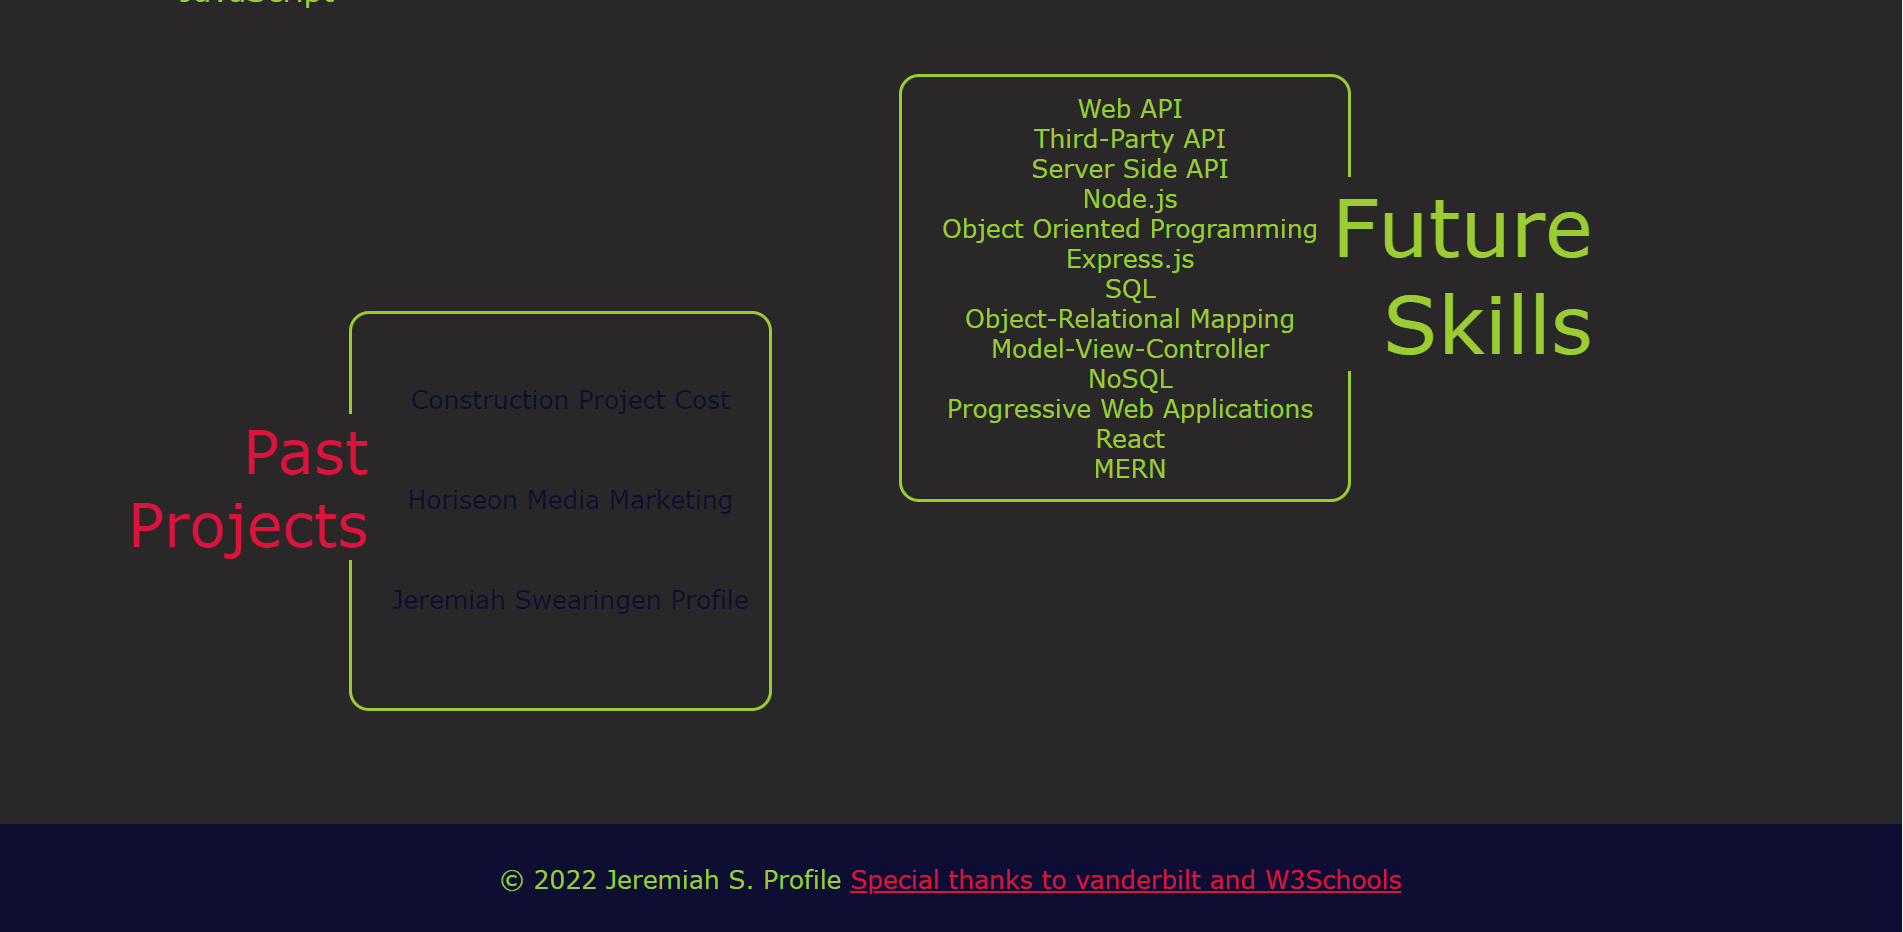 JavaScript
Web API
Third-Party API
Server Side API
Node.js
Object Oriented Programming
Express.js
SQL
Object-Relational Mapping
Model-View-Controller
NoSQL
Progressive Web Applications
React
MERN
Future
Skills
Past
Projects
Construction Project Cost
Horiseon Media Marketing
Jeremiah Swearingen Profile
© 2022 Jeremiah S. Profile Special thanks to vanderbilt and W3Schools